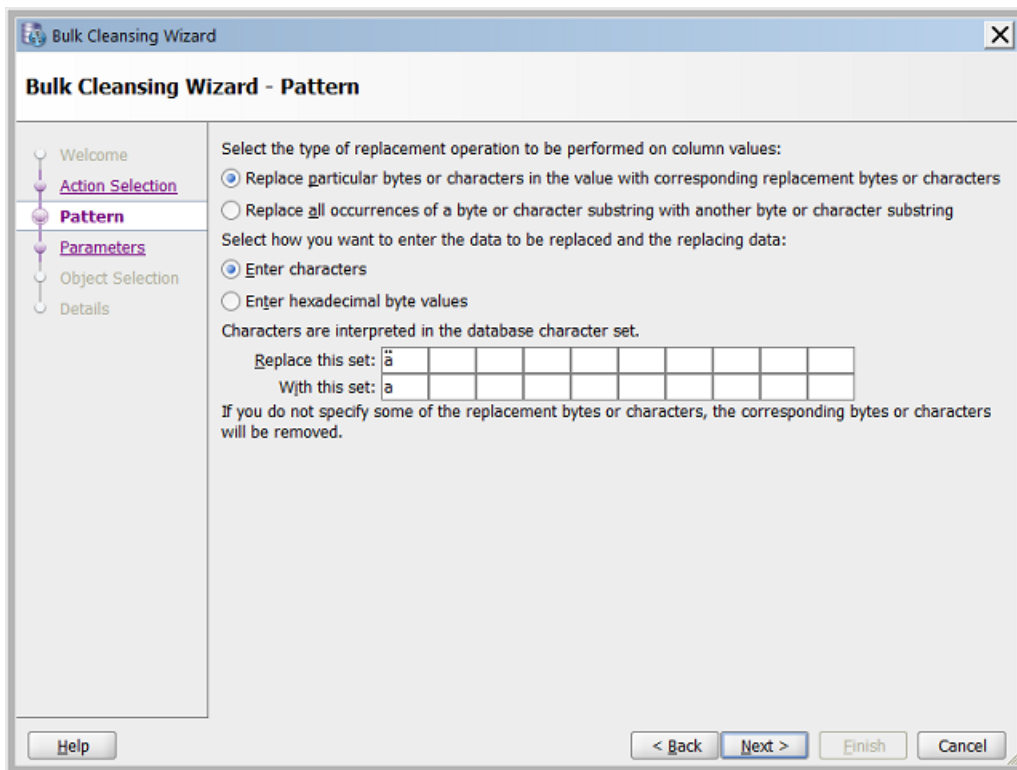 Bulk Cleansing Wizard
Bulk Cleansing Wizard - Pattern
Welcome
Action Selection
Pattern
Parameters
Object Selection
Details
Select the type of replacement operation to be performed on column values:
Replace particular bytes or characters in the value with corresponding replacement bytes or characters
Replace all occurrences of a byte or character substring with another byte or character substring
Select how you want to enter the data to be replaced and the replacing data:
Enter characters
Enter hexadecimal byte values
Characters are interpreted in the database character set.
Replace this set: ä
With this set: a
If you do not specify some of the replacement bytes or characters, the corresponding bytes or characters
will be removed.
Help
< Back Next > Finish Cancel